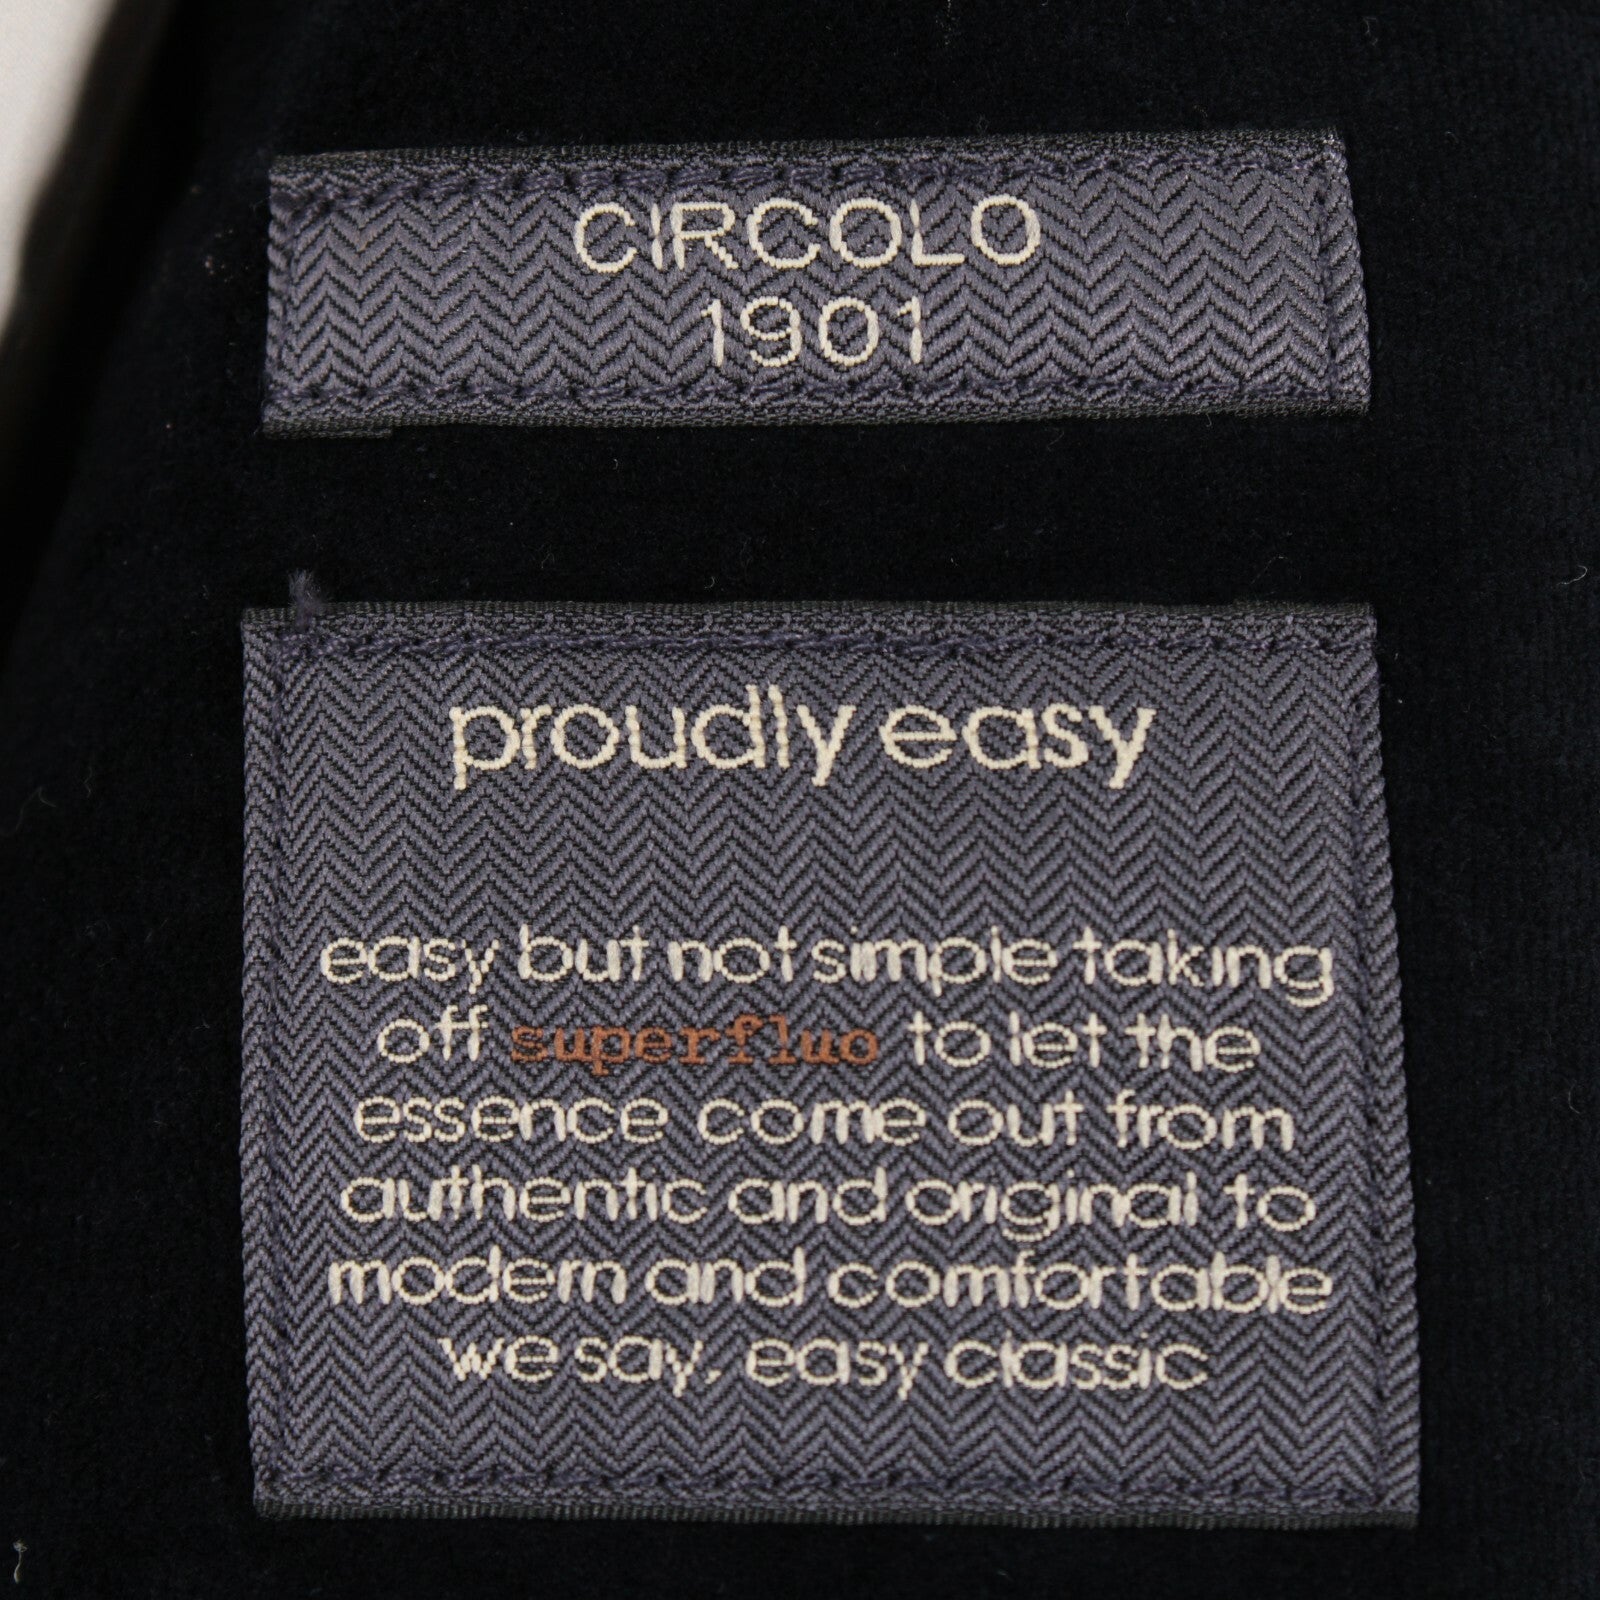 CIRCOLO
1901
proudly easy
easy but not simple taking
off superfluo to let the
essence come out from
authentic and original to
modern and comfortable
we say, easy classic